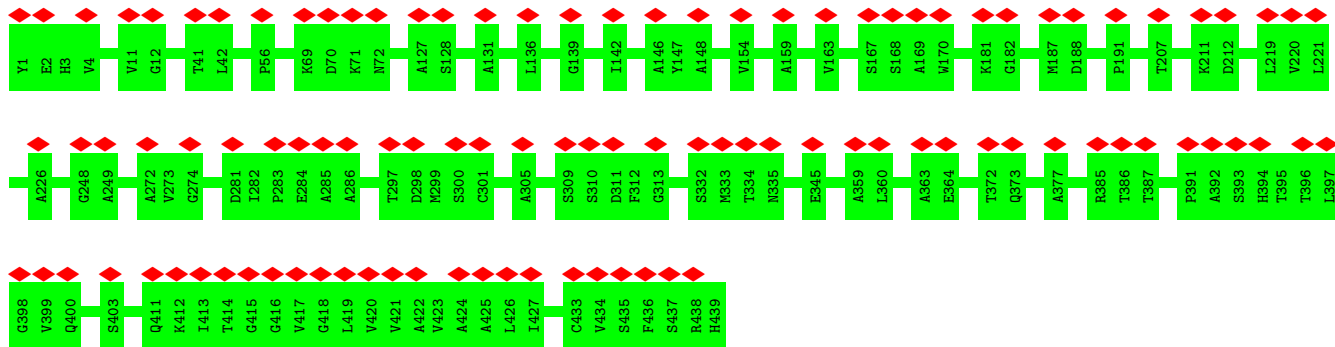 Y1 E2 H3 V4 V11 G12 T41 L42 P56 K69 D70 K71 N72 A127 S128 A131 L136 G139 I142 A146 Y147 A148 V154 A159 V163 S167 S168 A169 W170 K181 G182 M187 D188 P191 T207 K211 D212 L219 V220 L221
A226 G248 A249 A272 V273 G274 D281 I282 P283 E284 A285 A286 T297 D298 M299 S300 C301 A305 S309 S310 D311 F312 G313 S332 M333 T334 N335 E345 A359 L360 A363 E364 T372 Q373 A377 R385 T386 T387 P391 A392 S393 H394 T395 T396 L397
G398 V399 Q400 S403 Q411 K412 I413 T414 G415 G416 V417 G418 L419 V420 V421 A422 V423 A424 A425 L426 I427 C433 V434 S435 F436 S437 R438 H439